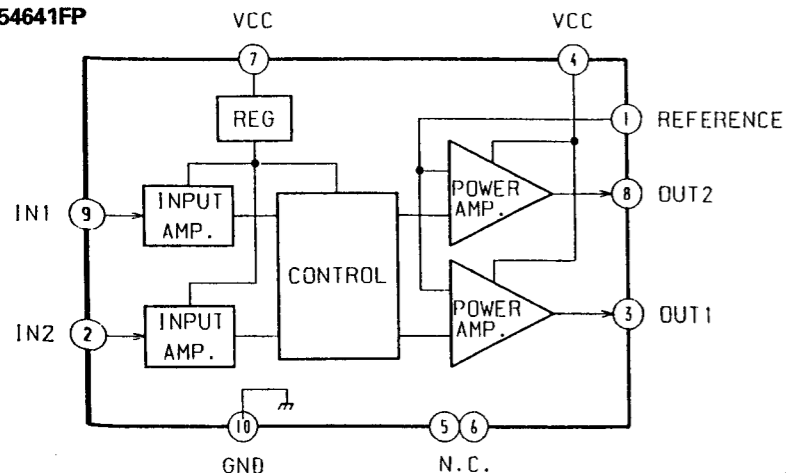 54641FP
VCC
VCC
7
4
REG
1
REFERENCE
IN1
9
INPUT
AMP.
POWER
AMP.
8
OUT2
CONTROL
IN2
2
INPUT
AMP.
POWER
AMP.
3
OUT1
10
5
6
GND
N.C.